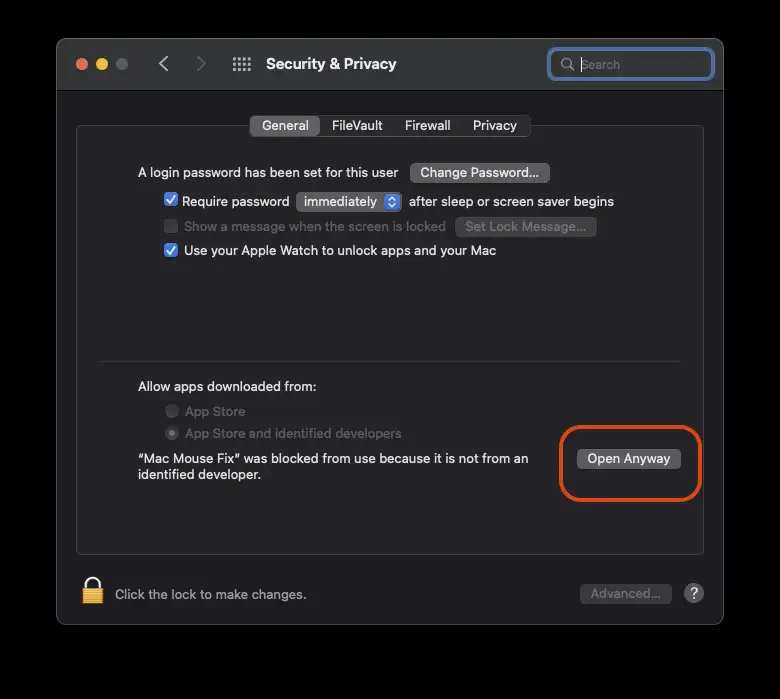 Security & Privacy
Search
General FileVault Firewall Privacy
A login password has been set for this user Change Password...
Require password immediately after sleep or screen saver begins
Show a message when the screen is locked Set Lock Message...
Use your Apple Watch to unlock apps and your Mac
Allow apps downloaded from:
App Store
App Store and identified developers
“Mac Mouse Fix” was blocked from use because it is not from an
identified developer.
Open Anyway
Click the lock to make changes.
Advanced...
?